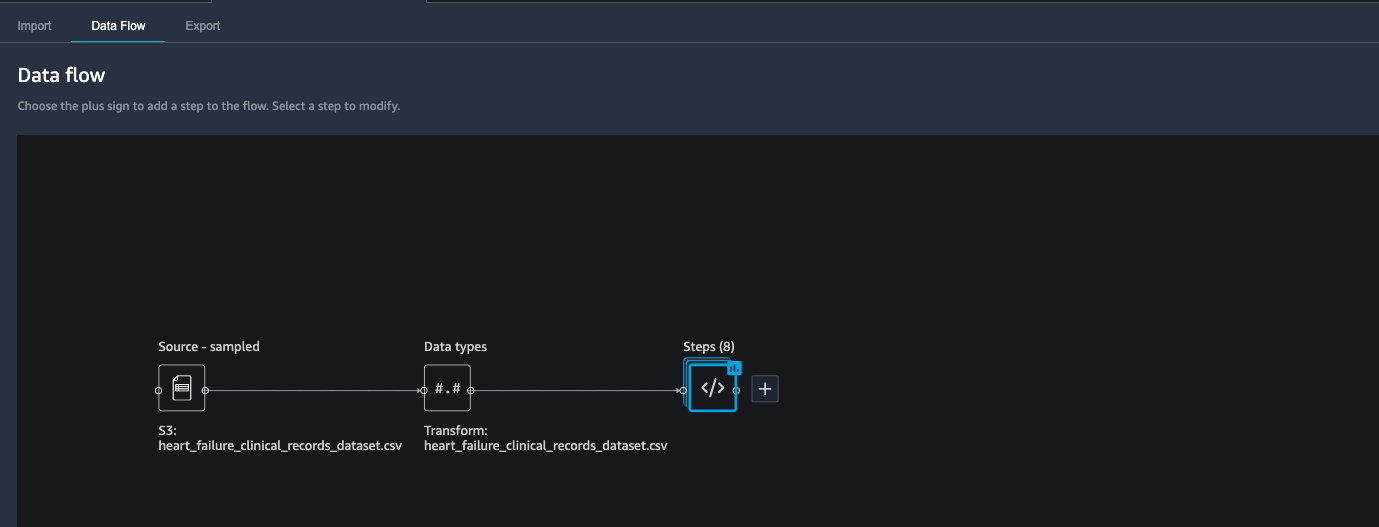 Import
Data Flow
Export
Data flow
Choose the plus sign to add a step to the flow. Select a step to modify.
Source - sampled
Data types
Steps (8)
#.#
</>
+
S3:
heart_failure_clinical_records_dataset.csv
Transform:
heart_failure_clinical_records_dataset.csv